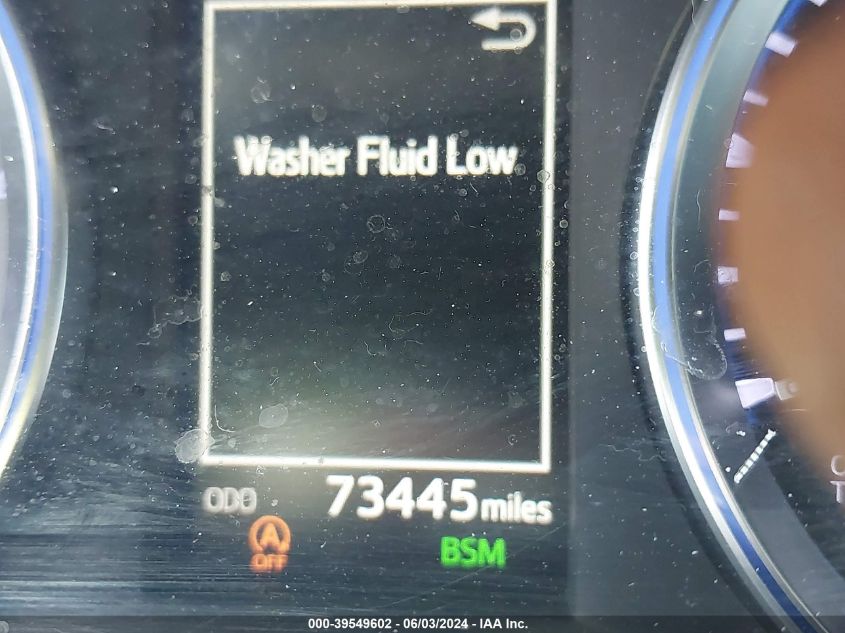 Washer Fluid Low
ODO 73445 miles
A
OFF
BSM
000-39549602 - 06/03/2024 - IAA Inc.